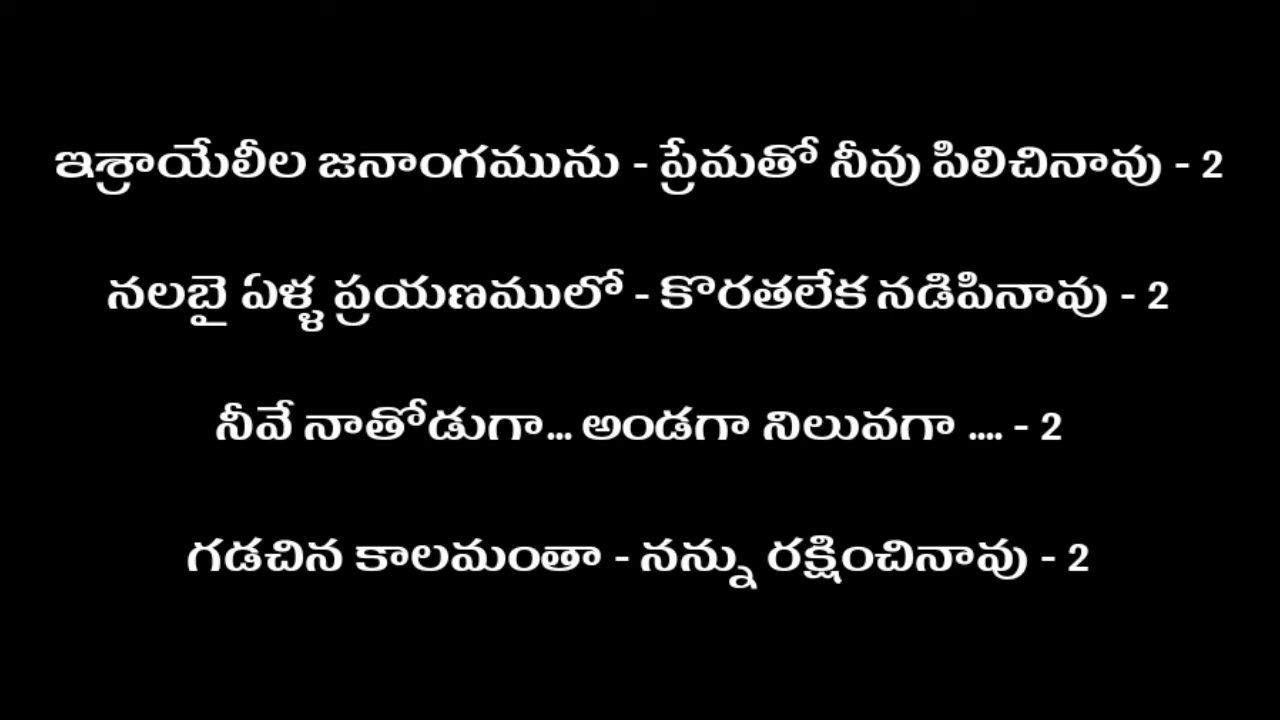 ఇశ్రాయేలీల జనాంగమును - ప్రేమతో నీవు పిలిచినావు - 2
నలబై ఏళ్ళ ప్రయణములో - కొరతలేక నడిపినావు - 2
నీవే నాతోడుగా... అండగా నిలువగా .... - 2
గడచిన కాలమంతా - నన్ను రక్షించినావు - 2